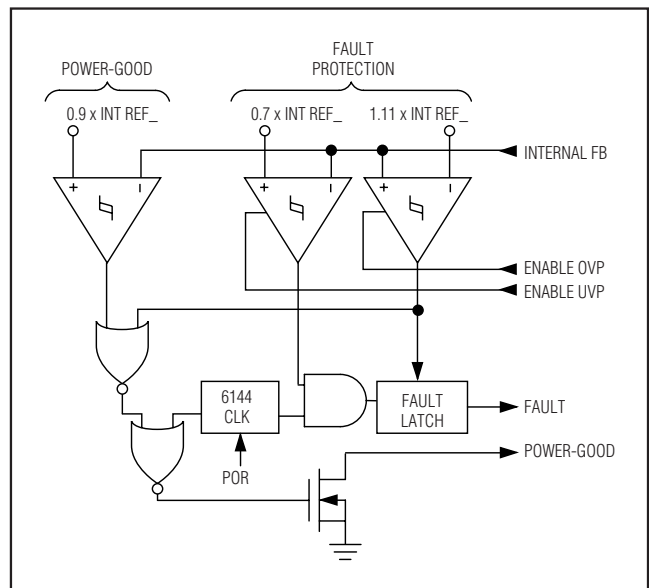 POWER-GOOD
FAULT
PROTECTION
0.9 x INT REF_
0.7 x INT REF_
1.11 x INT REF_
INTERNAL FB
+ −
+ −
+ −
ENABLE OVP
ENABLE UVP
6144
CLK
FAULT
LATCH
FAULT
POWER-GOOD
POR